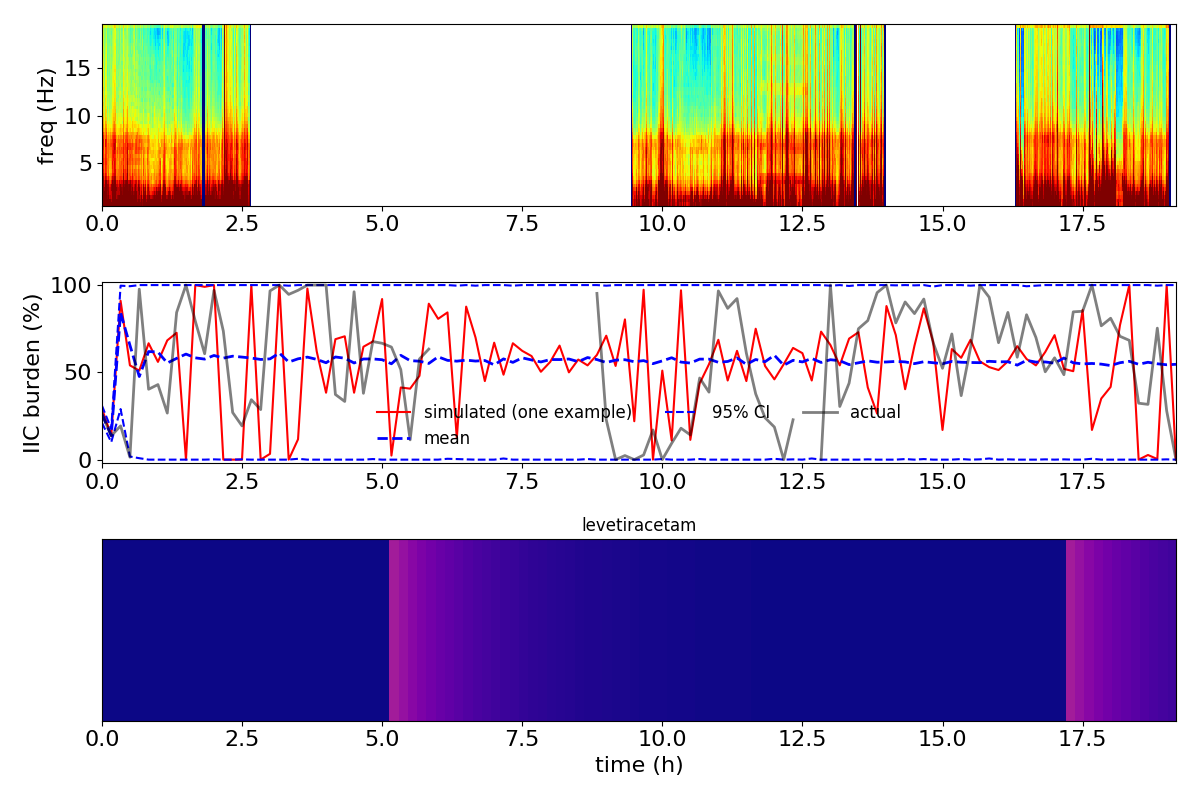 freq (Hz)
15
10
5
0.0 2.5 5.0 7.5 10.0 12.5 15.0 17.5
IIC burden (%)
100
50
0
simulated (one example) 95% CI actual
mean
0.0 2.5 5.0 7.5 10.0 12.5 15.0 17.5
levetiracetam
0.0 2.5 5.0 7.5 10.0 12.5 15.0 17.5
time (h)